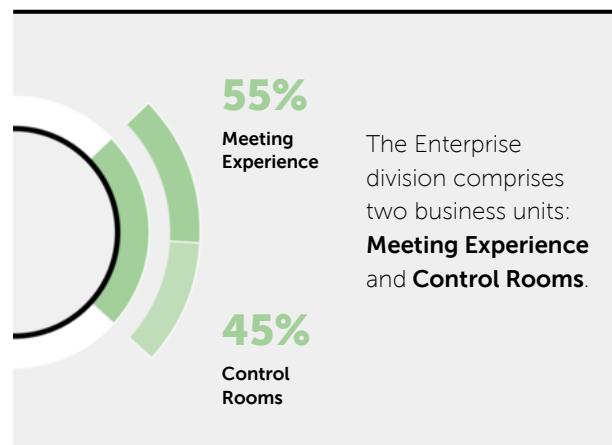 55%
Meeting
Experience
The Enterprise
division comprises
two business units:
Meeting Experience
and Control Rooms.
45%
Control
Rooms